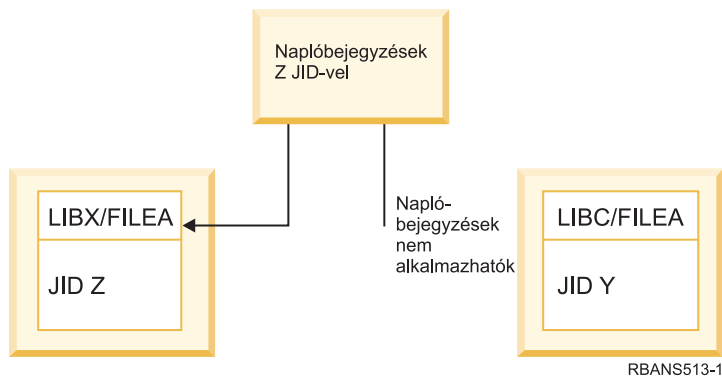 Naplóbejegyzések
Z JID-vel
LIBX/FILEA
JID Z
Napló-
bejegyzések
nem
alkalmazhatók
LIBC/FILEA
JID Y
RBANS513-1